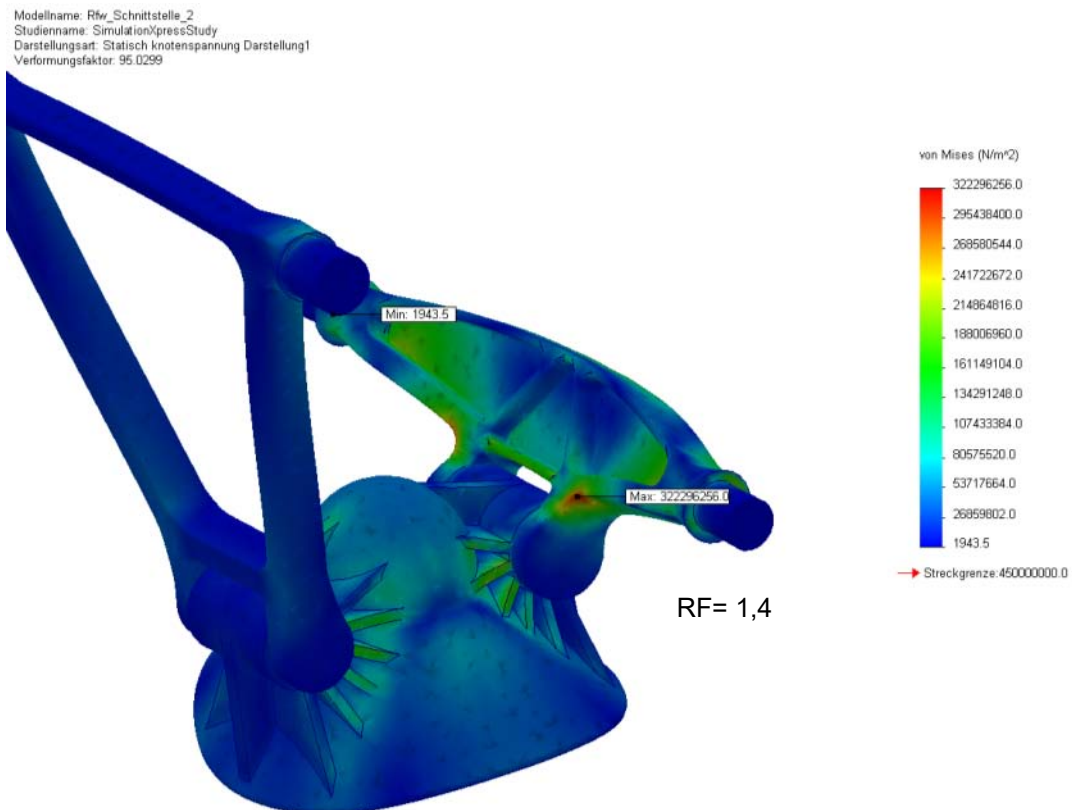 Modellname: Rfw_Schnittstelle_2
Studienname: SimulationXpressStudy
Darstellungsart: Statisch knotenspannung Darstellung1
Verformungsfaktor: 95.0299
von Mises (N/m^2)
322296256.0
295438400.0
268580544.0
241722672.0
214864816.0
188006960.0
161149104.0
134291248.0
107433384.0
80575520.0
53717664.0
26859802.0
1943.5
Streckgrenze:450000000.0
Min: 1943.5
Max: 322296256.0
RF= 1,4